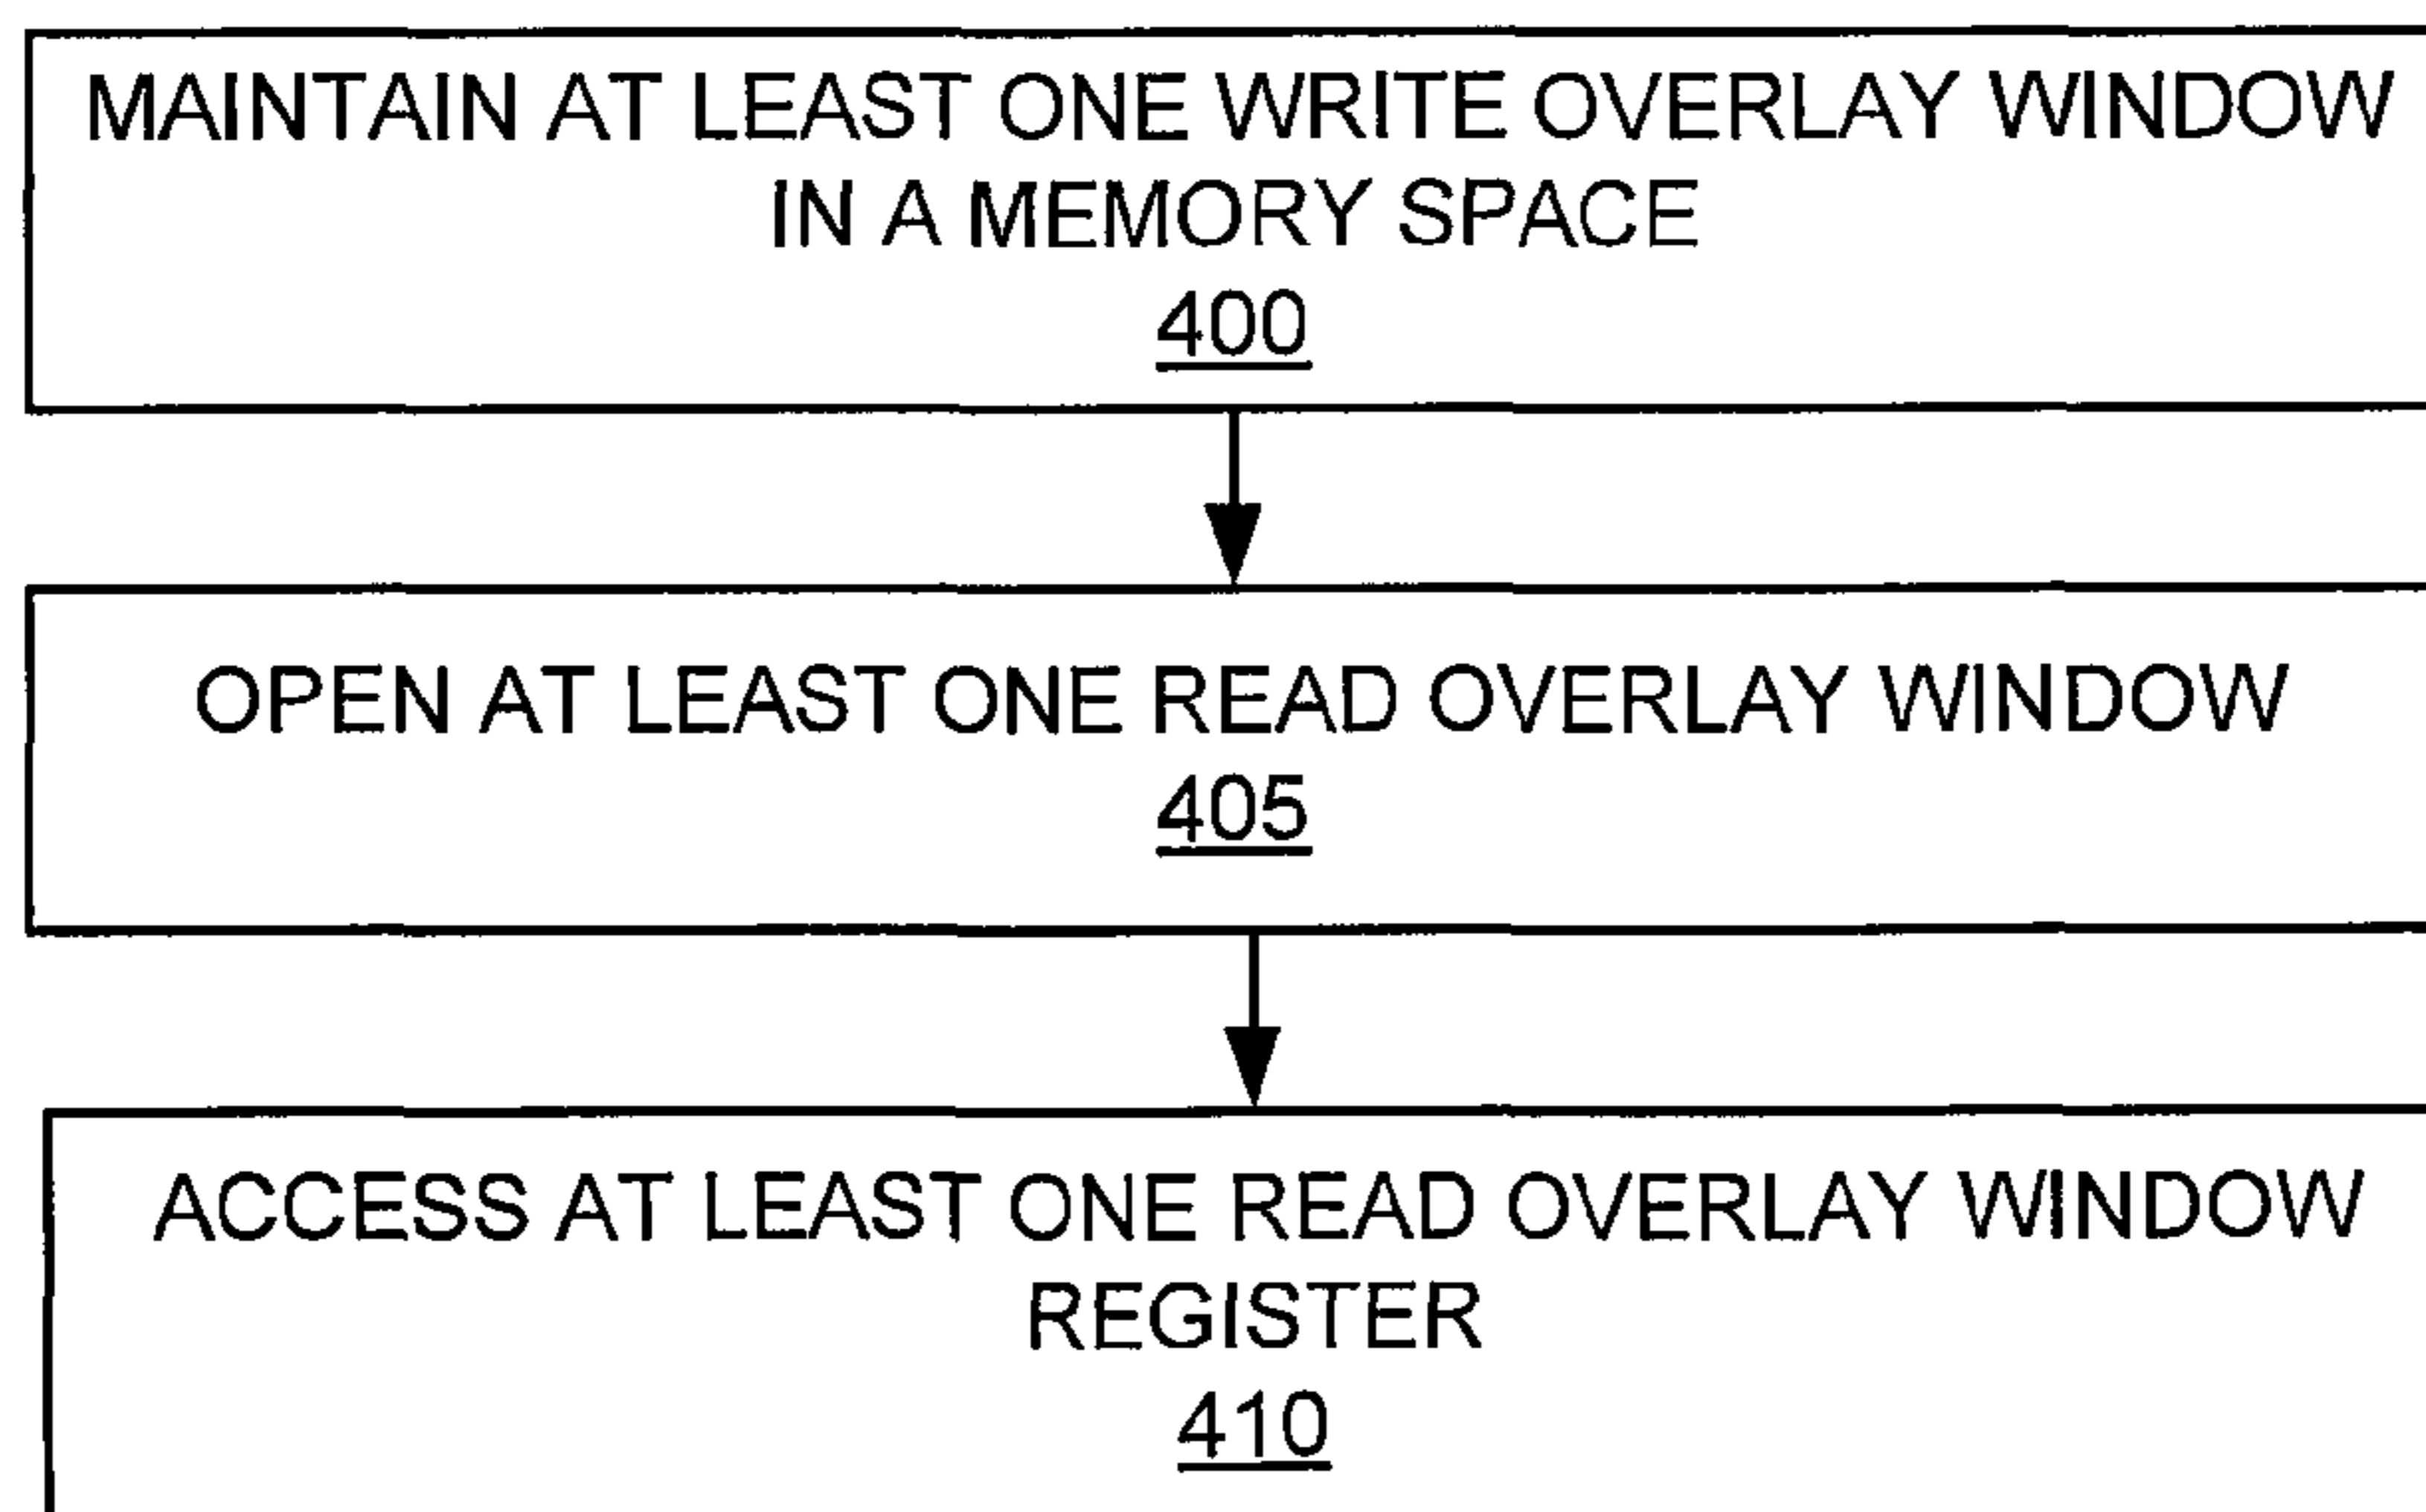 MAINTAIN AT LEAST ONE WRITE OVERLAY WINDOW
IN A MEMORY SPACE
400
OPEN AT LEAST ONE READ OVERLAY WINDOW
405
ACCESS AT LEAST ONE READ OVERLAY WINDOW
REGISTER
410